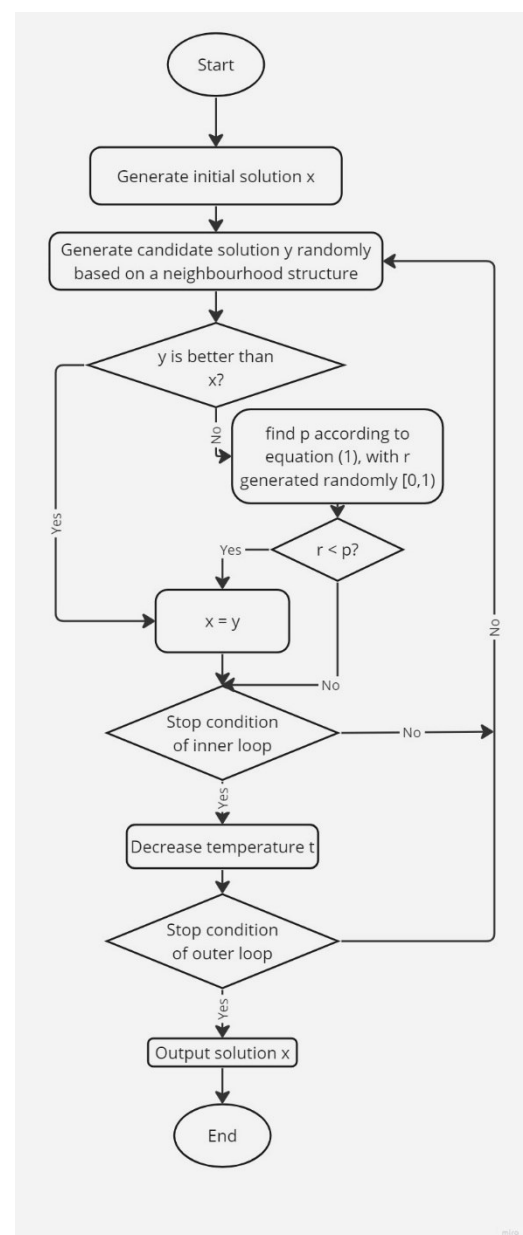 Start
Generate initial solution x
Generate candidate solution y randomly
based on a neighbourhood structure
y is better than
x?
No
find p according to
equation (1), with r
generated randomly [0,1)
Yes
Yes
r < p?
x = y
No
No
Stop condition
of inner loop
No
Yes
Decrease temperature t
Stop condition
of outer loop
Yes
Output solution x
End
miro